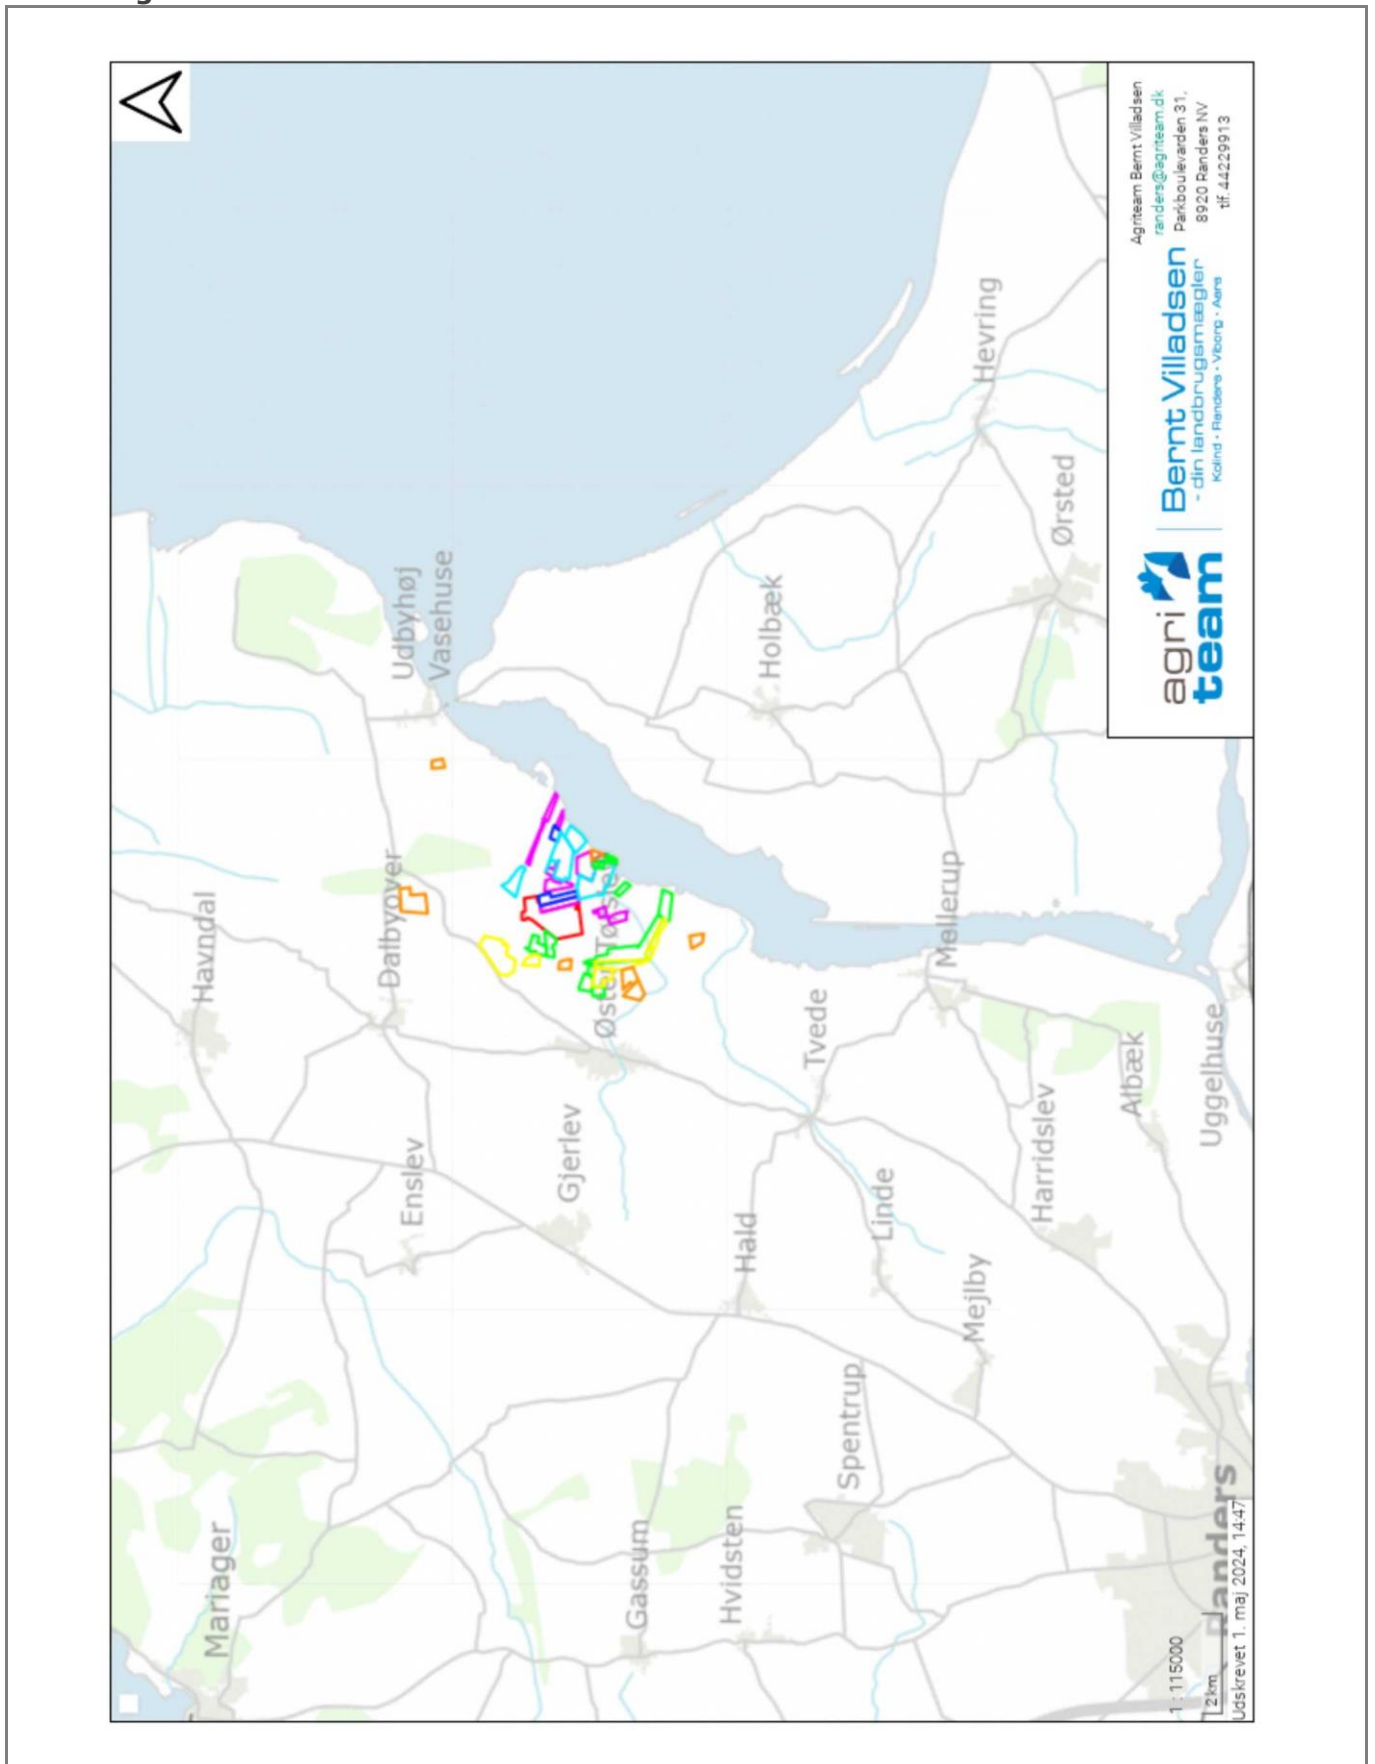 Mariager
Havndal
Dalbyover
Udbyhøj
Vasehuse
Enslev
Gjerlev
Øster Tørslev
Gassum
Hvidsten
Hald
Holbæk
Tvede
Spentrup
Linde
Mejlby
Mellerup
Hevring
Ørsted
Harridslev
Albæk
Uggelhuse
Randers
1 : 115000
2 km
Udskrevet 1. maj 2024, 14:47
agri
team
Bernt Villadsen
- din landbrugsmægler
Kolind • Randers • Viborg • Aars
Agriteam Bernt Villadsen
randers@agriteam.dk
Parkboulevarden 31,
8920 Randers NV
tlf. 44229913